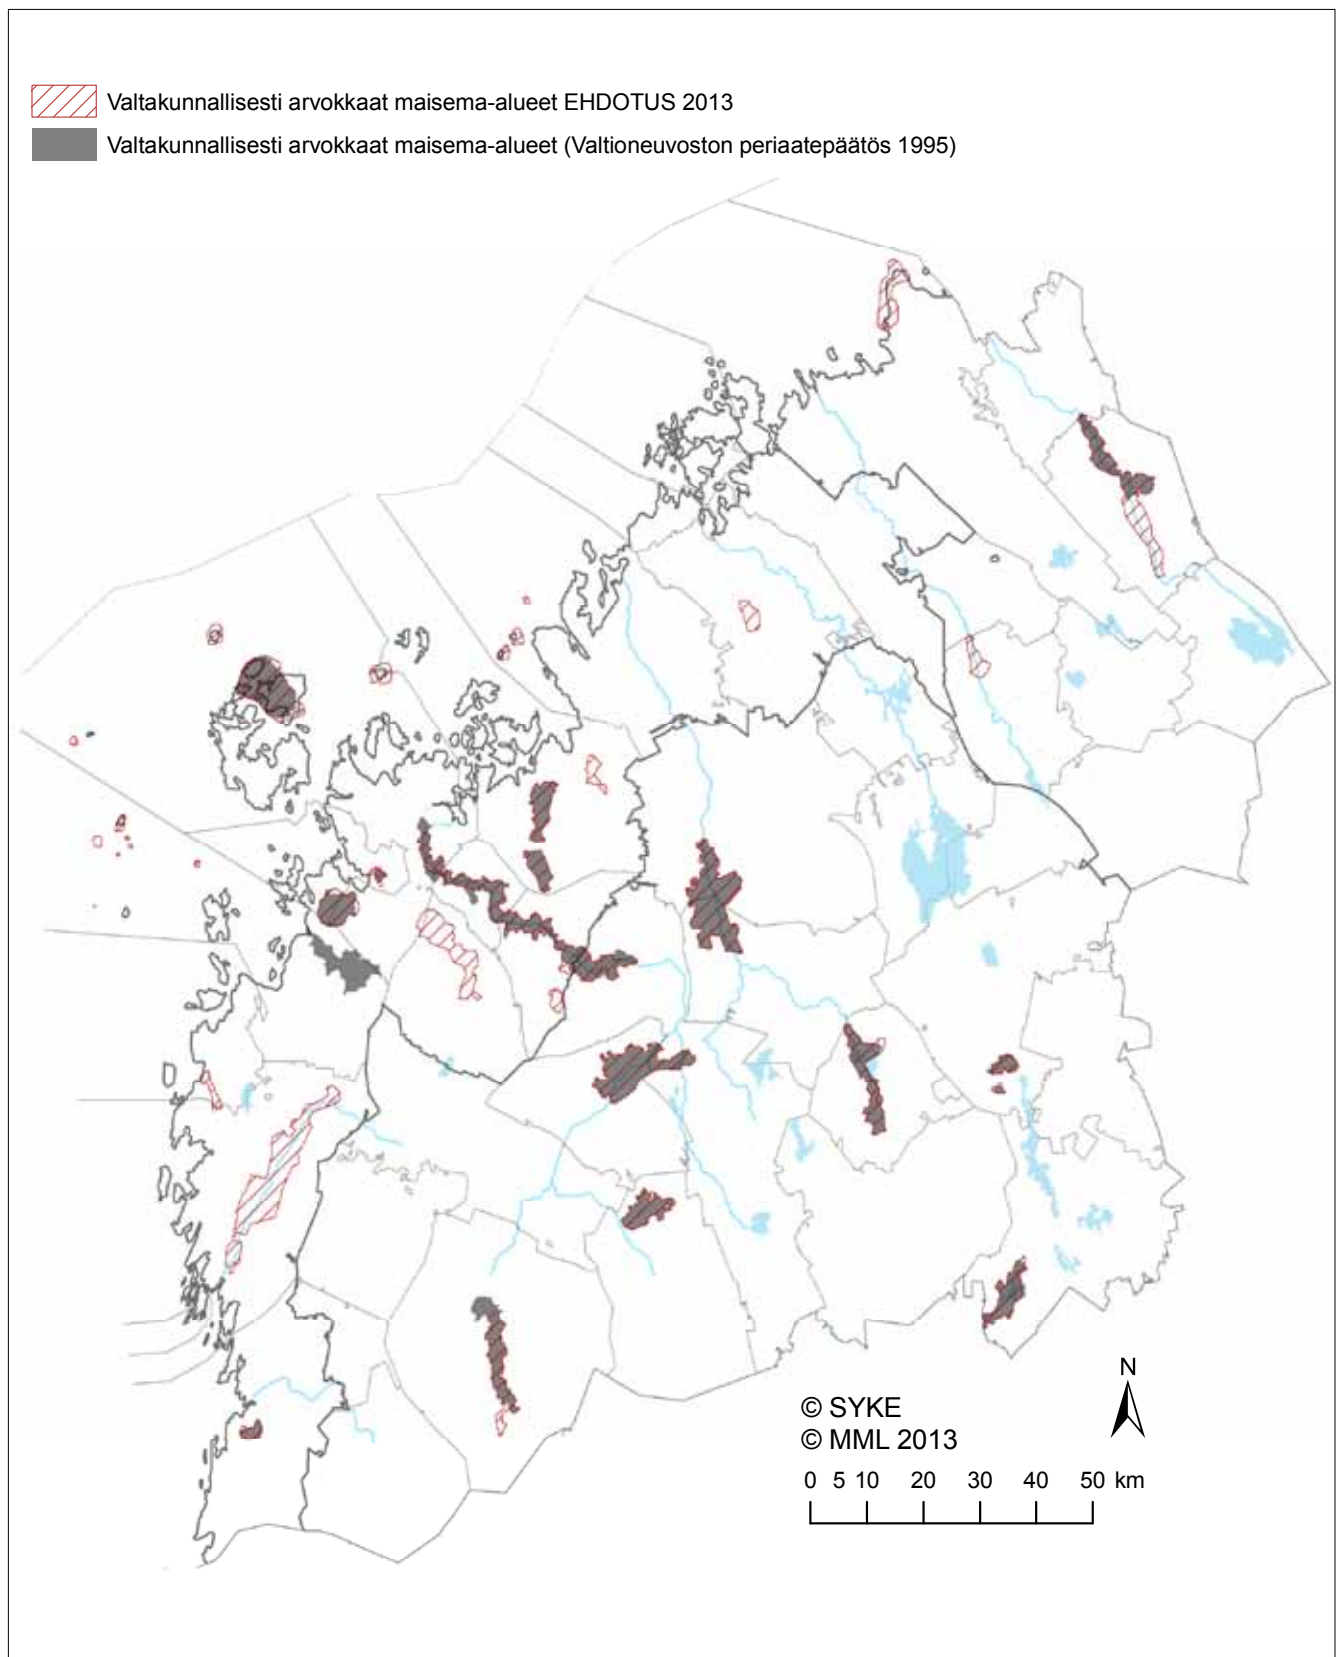 Valtakunnallisesti arvokkaat maisema-alueet EHDOTUS 2013
Valtakunnallisesti arvokkaat maisema-alueet (Valtioneuvoston periaatepäätös 1995)
N
© SYKE
© MML 2013
0 5 10 20 30 40 50 km